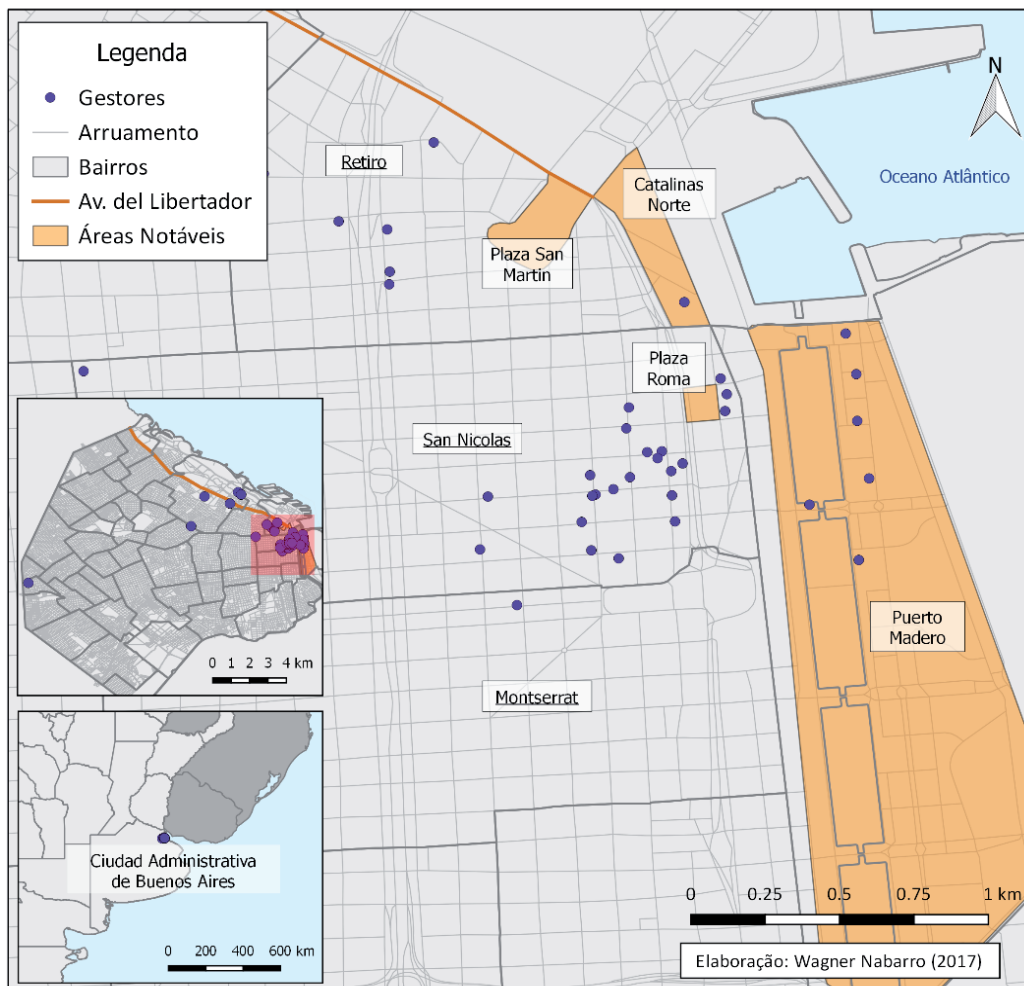 Legenda
Gestores
Arruamento
Bairros
Av. del Libertador
Áreas Notáveis
N
Oceano Atlântico
Retiro
Catalinas
Norte
Plaza San
Martin
Plaza
Roma
San Nicolas
Puerto
Madero
Montserrat
0 1 2 3 4 km
Ciudad Administrativa
de Buenos Aires
0 200 400 600 km
0 0.25 0.5 0.75 1 km
Elaboração: Wagner Nabarro (2017)